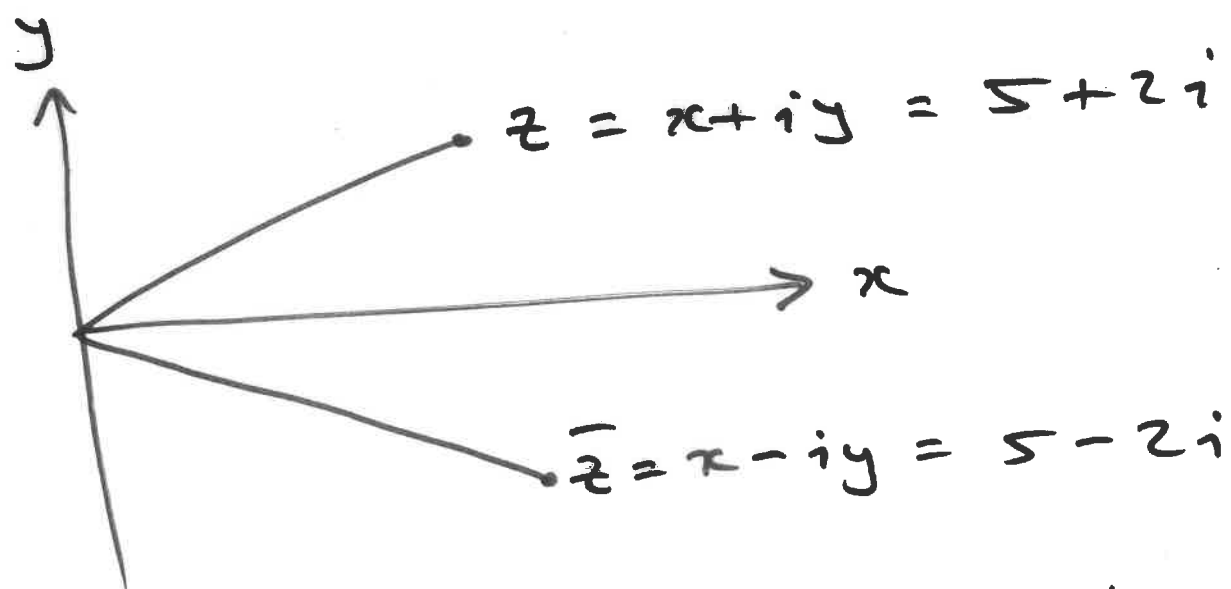 y
z = x + iy = 5 + 2i
x
z̅ = x - iy = 5 - 2i